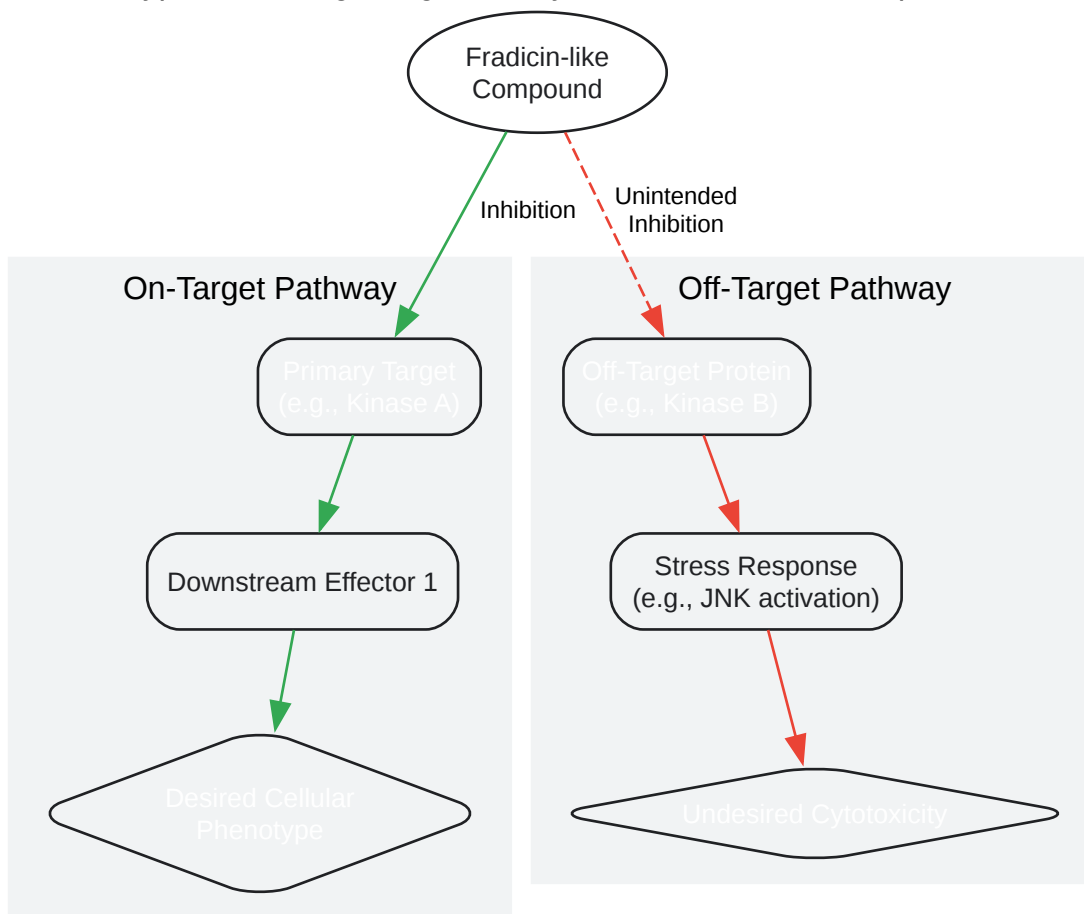 Fradicin-like
Compound
Inhibition
Unintended
Inhibition
On-Target Pathway
Off-Target Pathway
Primary Target
(e.g., Kinase A)
Off-Target Protein
(e.g., Kinase B)
Downstream Effector 1
Stress Response
(e.g., JNK activation)
Desired Cellular
Phenotype
Undesired Cytotoxicity